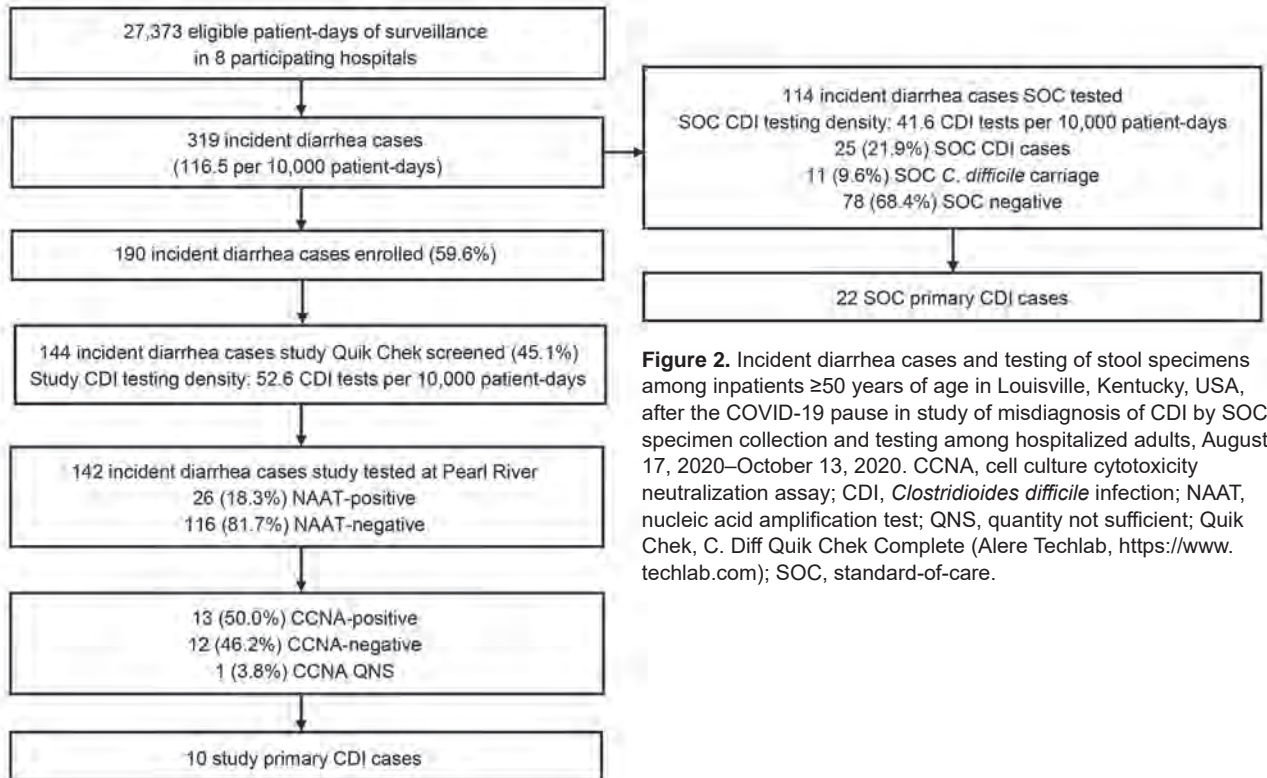 27,373 eligible patient-days of surveillance
in 8 participating hospitals
319 incident diarrhea cases
(116.5 per 10,000 patient-days)
190 incident diarrhea cases enrolled (59.6%)
144 incident diarrhea cases study Quik Chek screened (45.1%)
Study CDI testing density: 52.6 CDI tests per 10,000 patient-days
142 incident diarrhea cases study tested at Pearl River
26 (18.3%) NAAT-positive
116 (81.7%) NAAT-negative
13 (50.0%) CCNA-positive
12 (46.2%) CCNA-negative
1 (3.8%) CCNA QNS
10 study primary CDI cases
114 incident diarrhea cases SOC tested
SOC CDI testing density: 41.6 CDI tests per 10,000 patient-days
25 (21.9%) SOC CDI cases
11 (9.6%) SOC C. difficile carriage
78 (68.4%) SOC negative
22 SOC primary CDI cases
Figure 2. Incident diarrhea cases and testing of stool specimens
among inpatients ≥50 years of age in Louisville, Kentucky, USA,
after the COVID-19 pause in study of misdiagnosis of CDI by SOC
specimen collection and testing among hospitalized adults, August
17, 2020–October 13, 2020. CCNA, cell culture cytotoxicity
neutralization assay; CDI, Clostridioides difficile infection; NAAT,
nucleic acid amplification test; QNS, quantity not sufficient; Quik
Chek, C. Diff Quik Chek Complete (Alere Techlab, https://www.
techlab.com); SOC, standard-of-care.